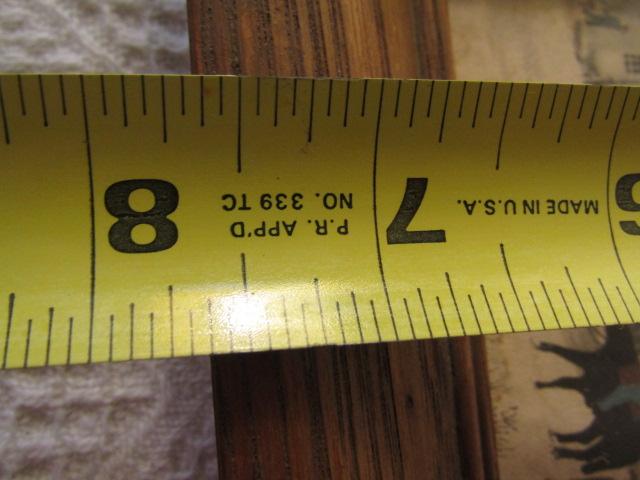 6
MADE IN U.S.A.
7
P.R. APP'D
NO. 339 TC
8